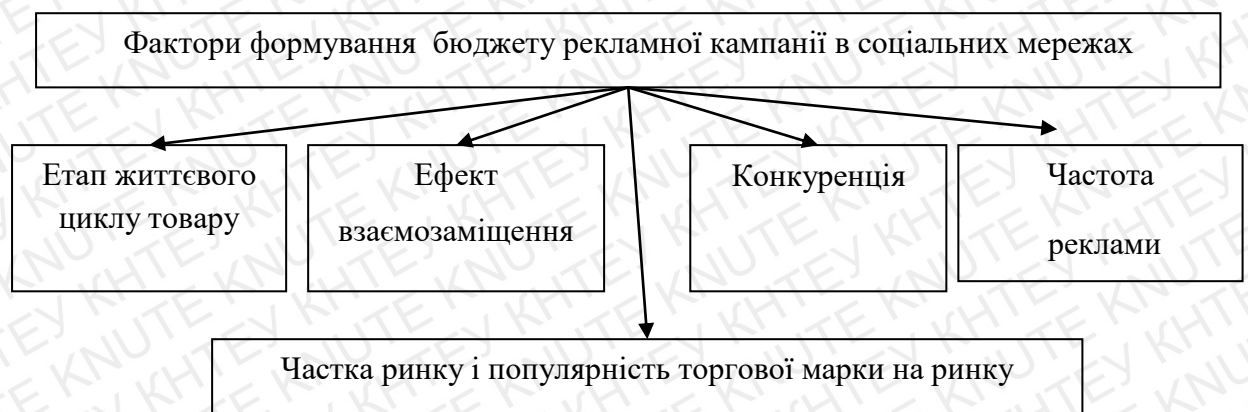 Фактори формування бюджету рекламної кампанії в соціальних мережах
Етап життєвого
циклу товару
Ефект
взаємозаміщення
Конкуренція
Частота
реклами
Частка ринку і популярність торгової марки на ринку